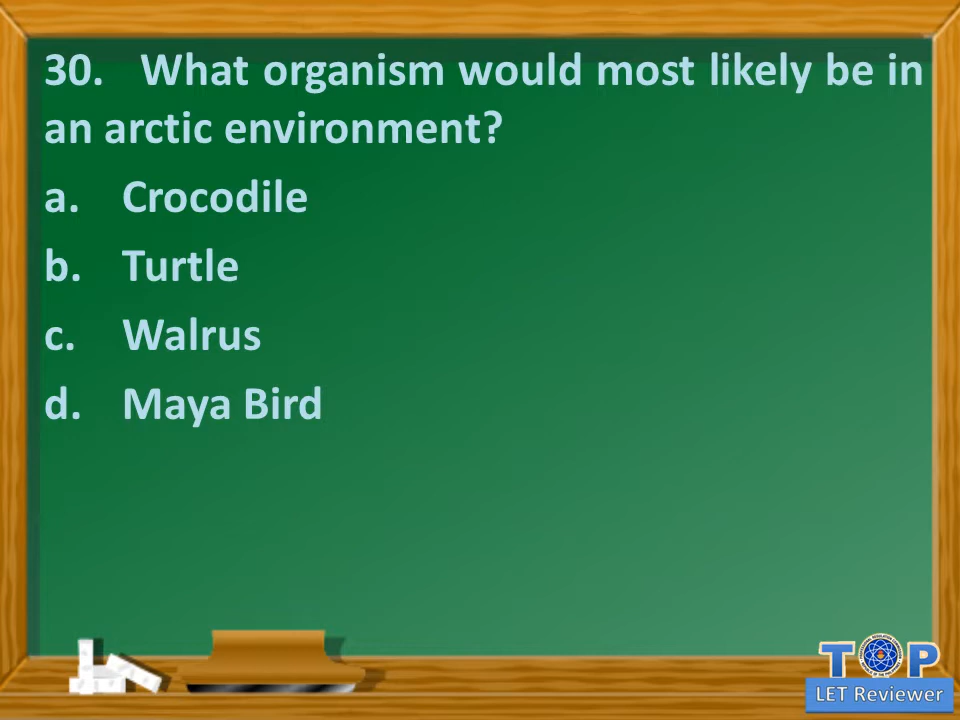 30. What organism would most likely be in
an arctic environment?
a. Crocodile
b. Turtle
c. Walrus
d. Maya Bird
TOP
LET Reviewer